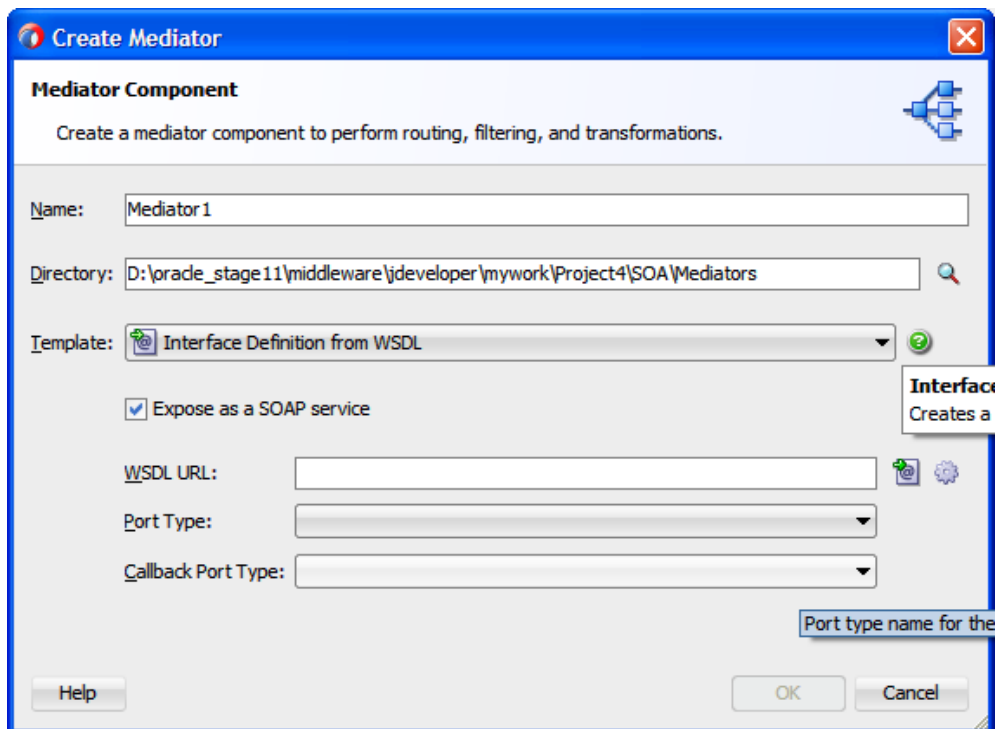 Create Mediator
Mediator Component
Create a mediator component to perform routing, filtering, and transformations.
Name: Mediator1
Directory: D:\oracle_stage11\middleware\jdeveloper\mywork\Project4\SOA\Mediators
Template: Interface Definition from WSDL
Interface
Expose as a SOAP service
Creates a
WSDL URL:
Port Type:
Callback Port Type:
Port type name for the
Help OK Cancel